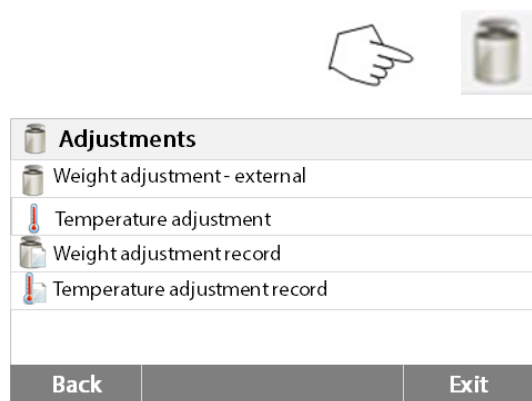 Adjustments
Weight adjustment - external
Temperature adjustment
Weight adjustment record
Temperature adjustment record
Back Exit